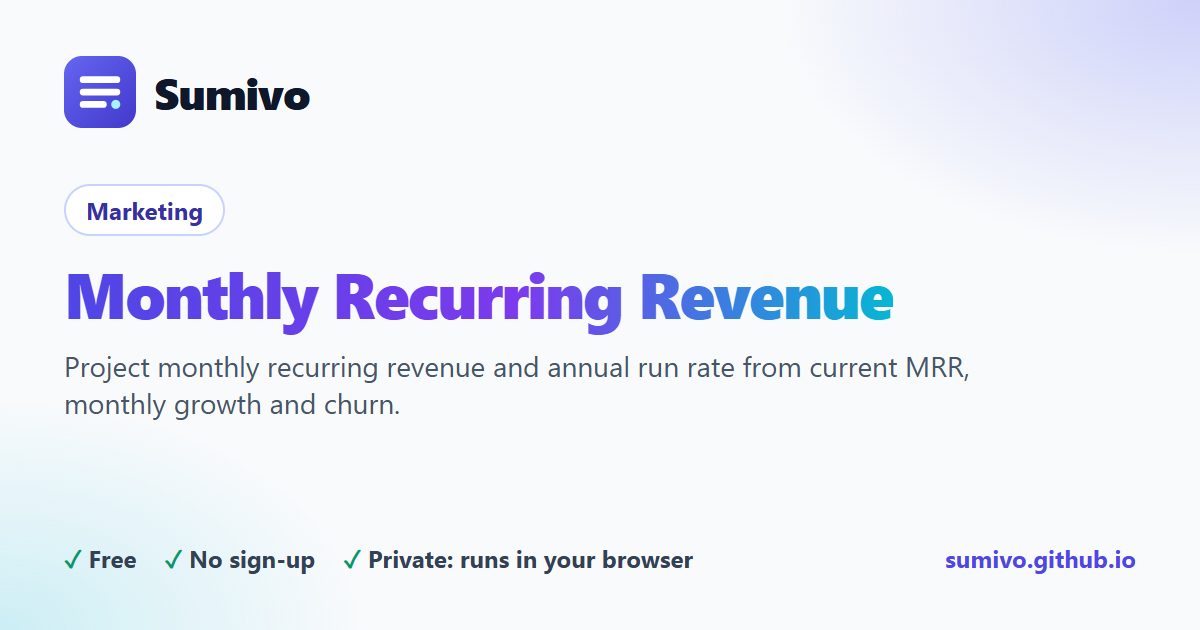 Sumivo
Marketing
Monthly Recurring Revenue
Project monthly recurring revenue and annual run rate from current MRR,
monthly growth and churn.
✓ Free ✓ No sign-up ✓ Private: runs in your browser
sumivo.github.io